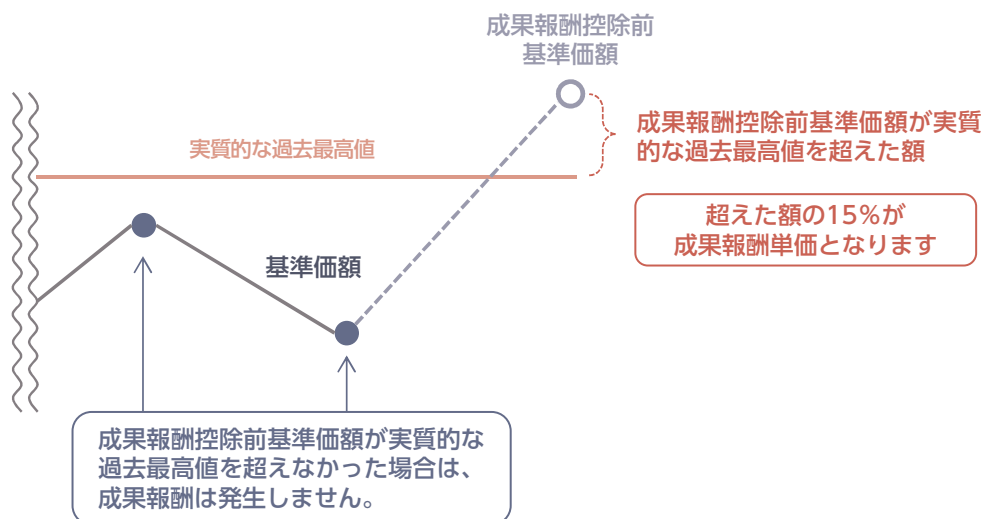 成果報酬控除前
基準価額
実質的な過去最高値
成果報酬控除前基準価額が実質
的な過去最高値を超えた額
超えた額の15%が
成果報酬単価となります
基準価額
成果報酬控除前基準価額が実質的な
過去最高値を超えなかった場合は、
成果報酬は発生しません。